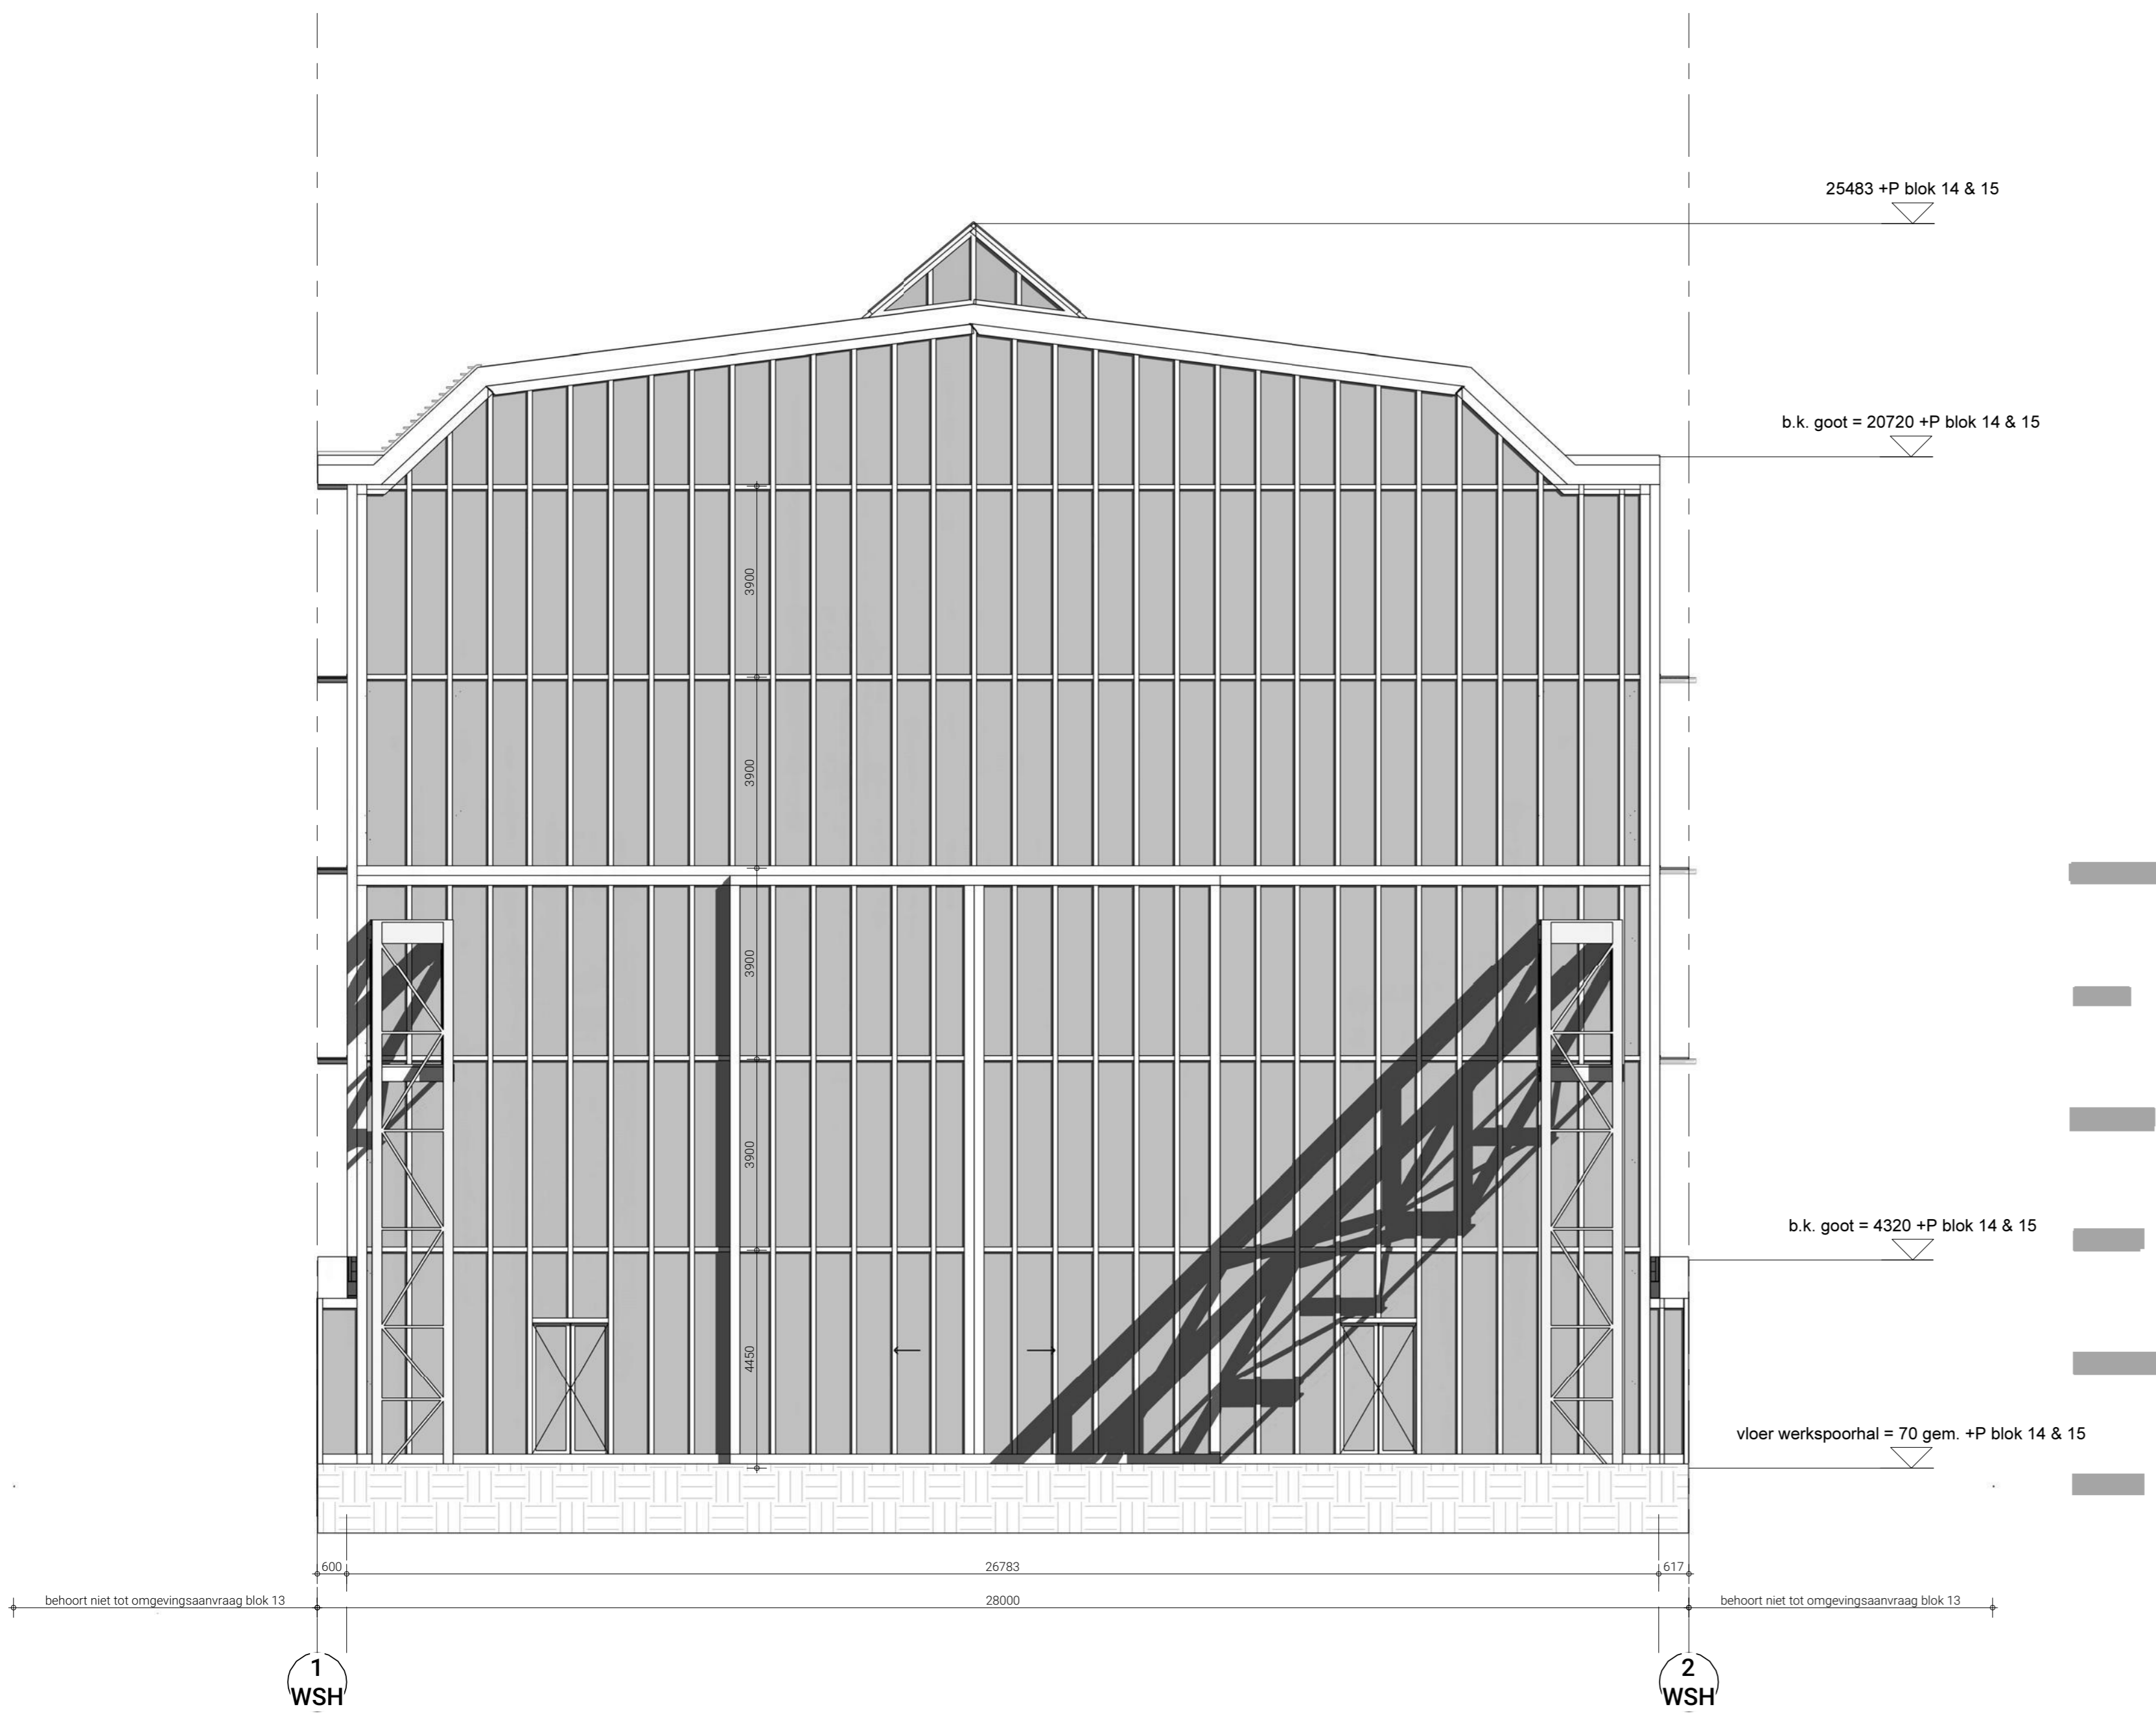 25483 +P blok 14 & 15
b.k. goot = 20720 +P blok 14 & 15
3900
3900
3900
3900
b.k. goot = 4320 +P blok 14 & 15
4450
vloer werkspoorhal = 70 gem. +P blok 14 & 15
600
26783
617
behoort niet tot omgevingsaanvraag blok 13
28000
behoort niet tot omgevingsaanvraag blok 13
1
WSH
2
WSH